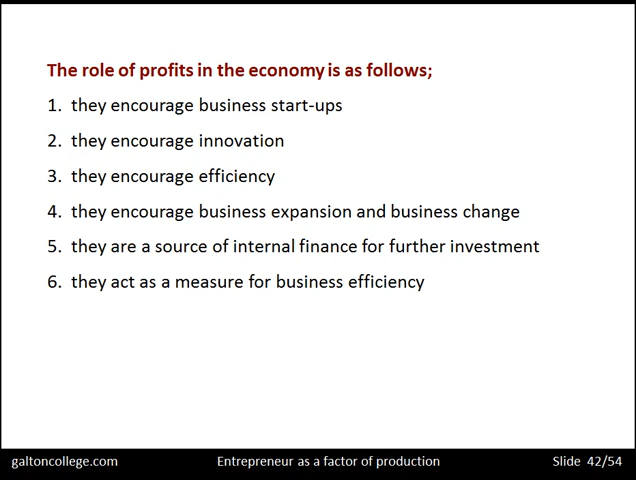 The role of profits in the economy is as follows;
1. they encourage business start-ups
2. they encourage innovation
3. they encourage efficiency
4. they encourage business expansion and business change
5. they are a source of internal finance for further investment
6. they act as a measure for business efficiency
galtoncollege.com Entrepreneur as a factor of production Slide 42/54